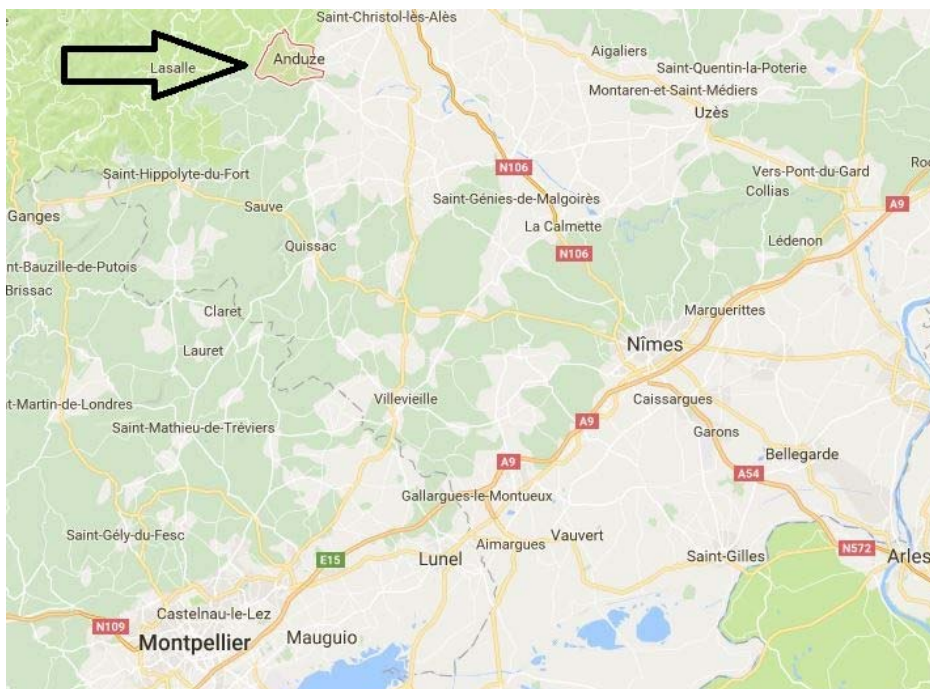 Saint-Christol-lès-Alès
Anduze
Lasalle
Aigaliers
Saint-Quentin-la-Poterie
Montaren-et-Saint-Médiers
Uzès
N106
Saint-Hippolyte-du-Fort
Vers-Pont-du-Gard
Collias
Saint-Génies-de-Malgoirès
A9
Sauve
Ganges
La Calmette
Quissac
N106
Lédenon
nt-Bauzille-de-Putois
Brissac
Claret
Marguerittes
Nîmes
Lauret
Villevieille
Caissargues
nt-Martin-de-Londres
A9
Saint-Mathieu-de-Tréviers
Garons
Bellegarde
A9
A54
Gallargues-le-Montueux
Saint-Gély-du-Fesc
Vauvert
Aimargues
N572
E15
Lunel
Saint-Gilles
Arles
Castelnau-le-Lez
N109
Montpellier
Mauguio